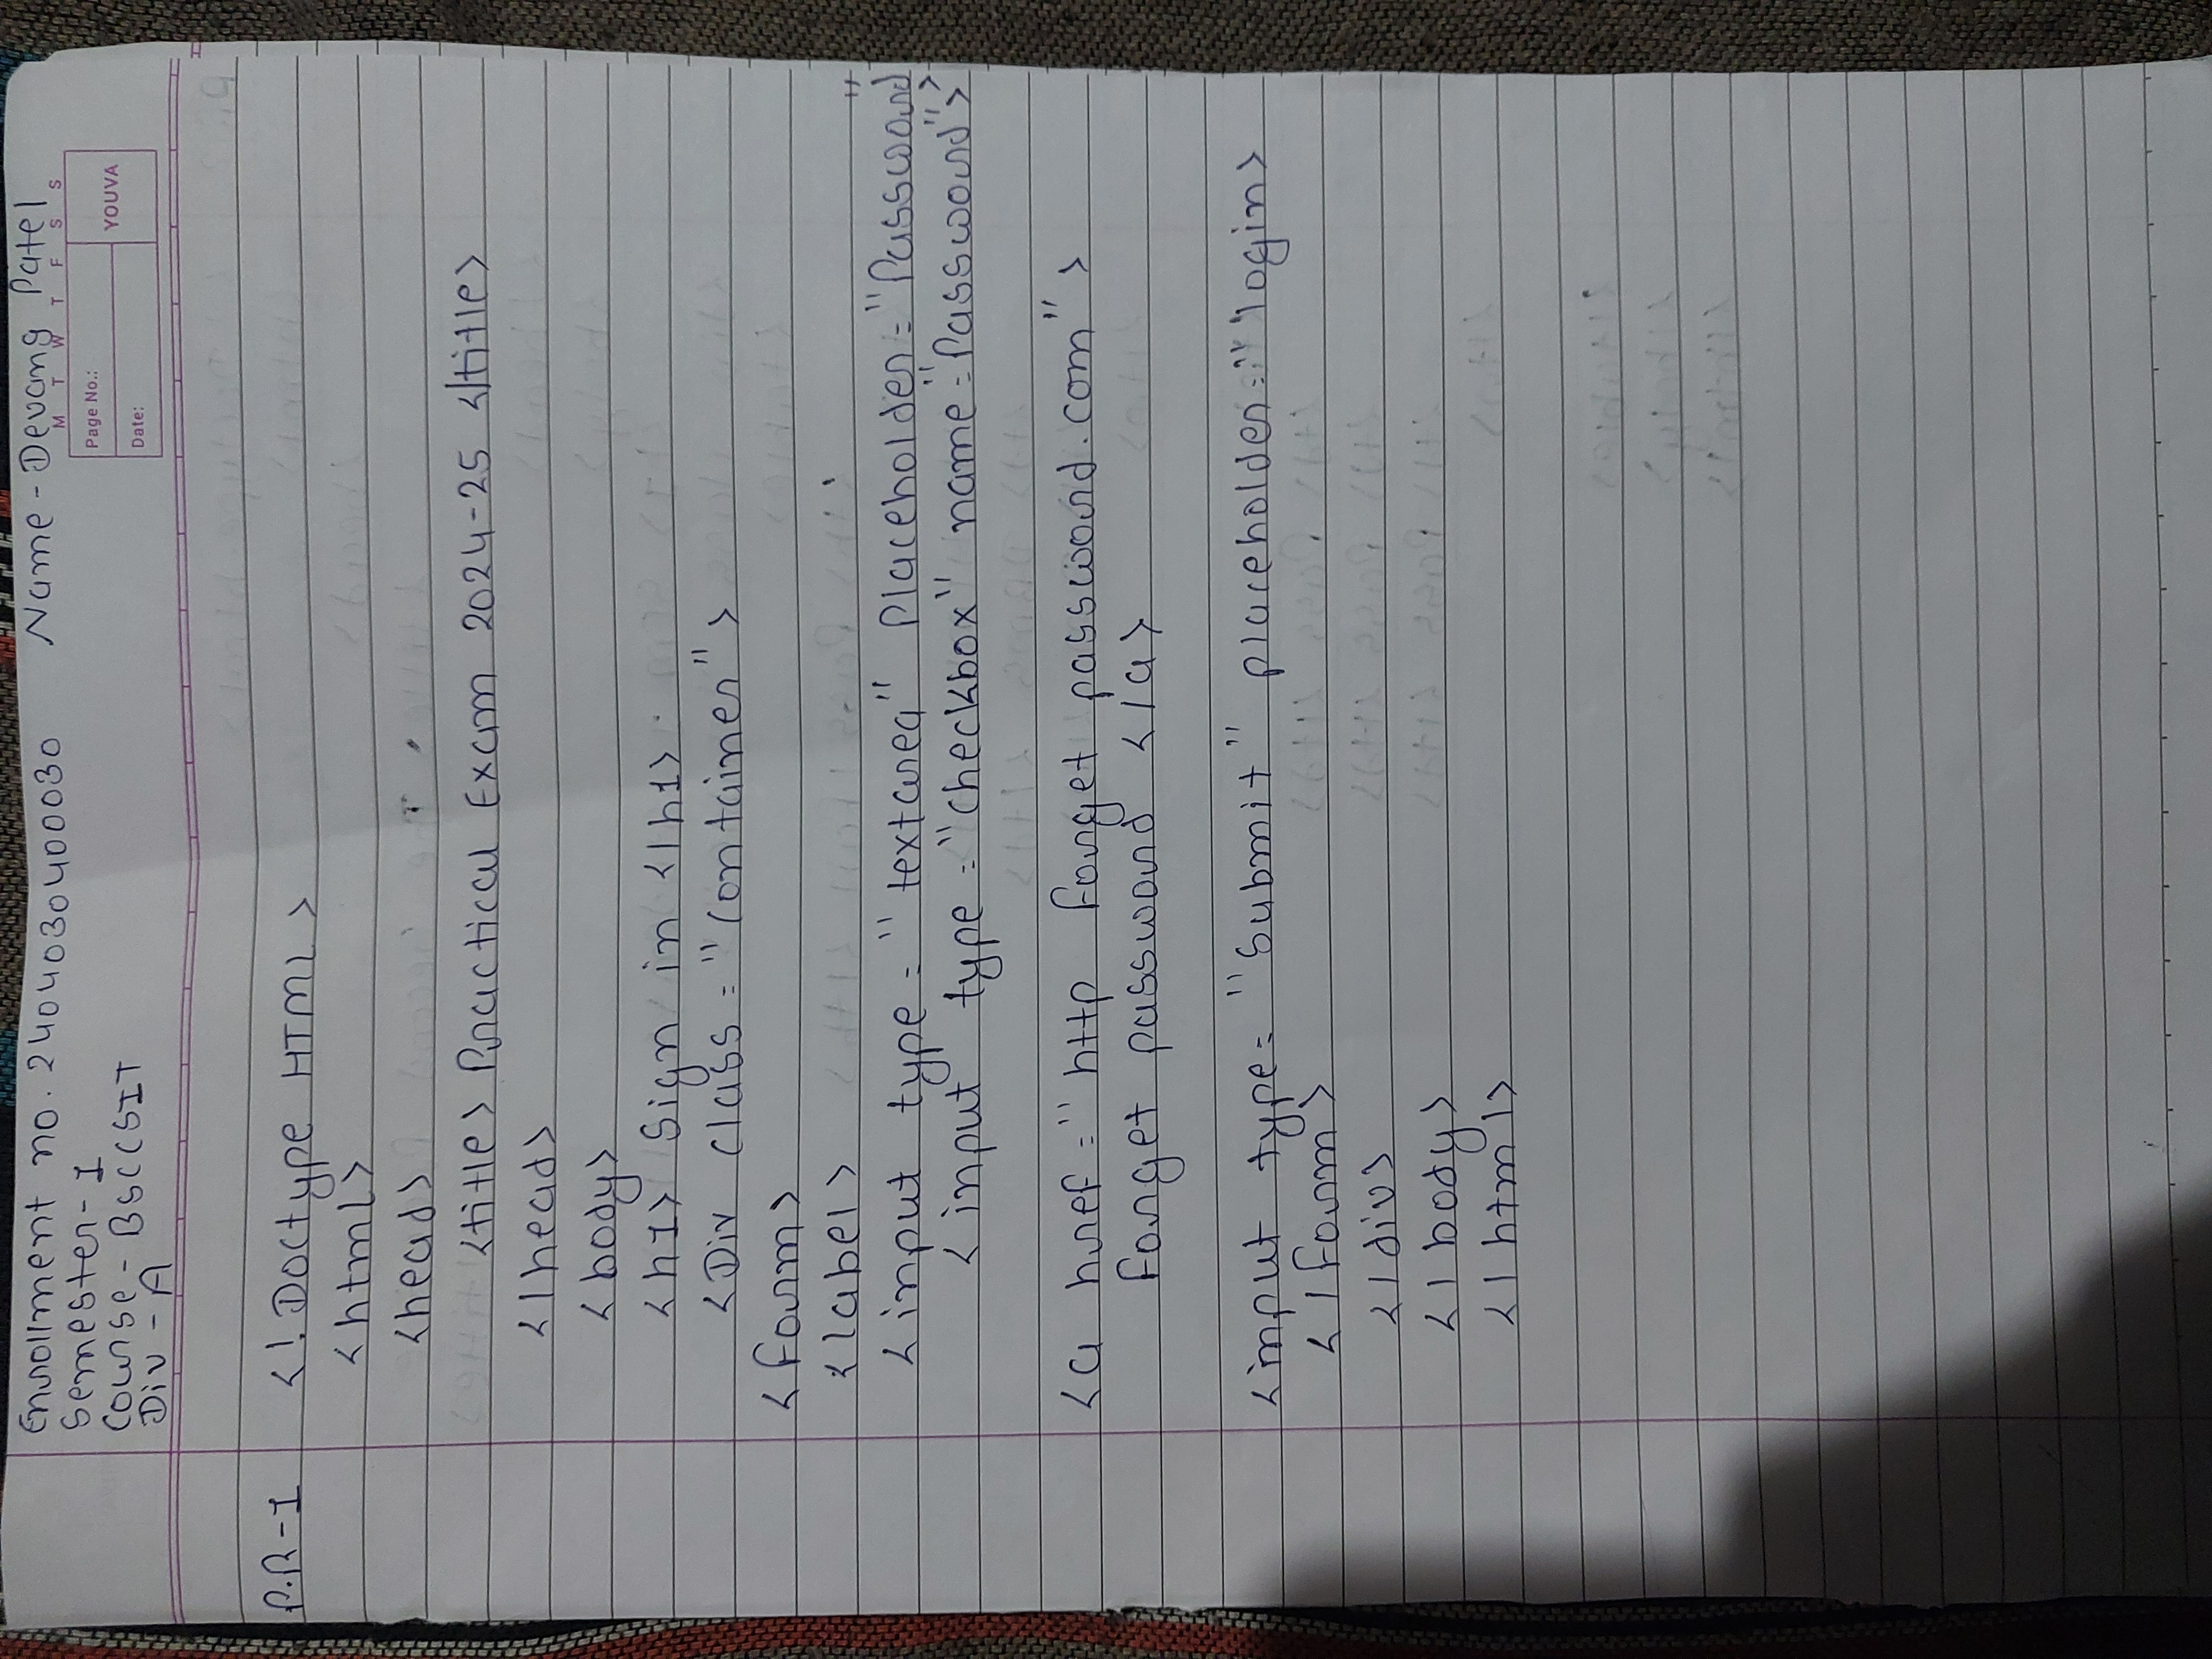 Enrollment no. 2404030400030 Name - Devang Patel
Semester - I
Course - BSCCSIT
Div - A
M T W T F S S
Page No.:
YOUVA
Date:
P.R - 1 <! Doctype HTML>
<html>
<head>
<title> Practical Exam 2024-25 </title>
</head>
<body>
<h1> Sign in </h1>
<Div class = "Container">
<form>
<label>
<input type = "textarea" Placeholder = "Password">
<input type = "checkbox" name = "Password">
<a href = "http forget password.com">
forget password </a>
<input type = "Submit" placeholder = "" login>
</form>
</div>
</body>
</html>